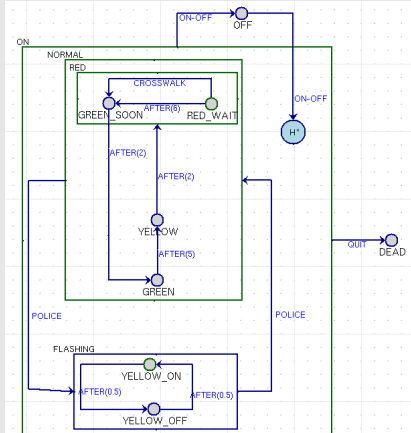 ON-OFF
OFF
ON
NORMAL
RED
CROSSWALK
AFTER(6)
GREEN_SOON
RED_WAIT
ON-OFF
H*
AFTER(2)
AFTER(2)
YELLOW
QUIT
DEAD
AFTER(5)
GREEN
POLICE
POLICE
FLASHING
YELLOW_ON
AFTER(0.5)
AFTER(0.5)
YELLOW_OFF